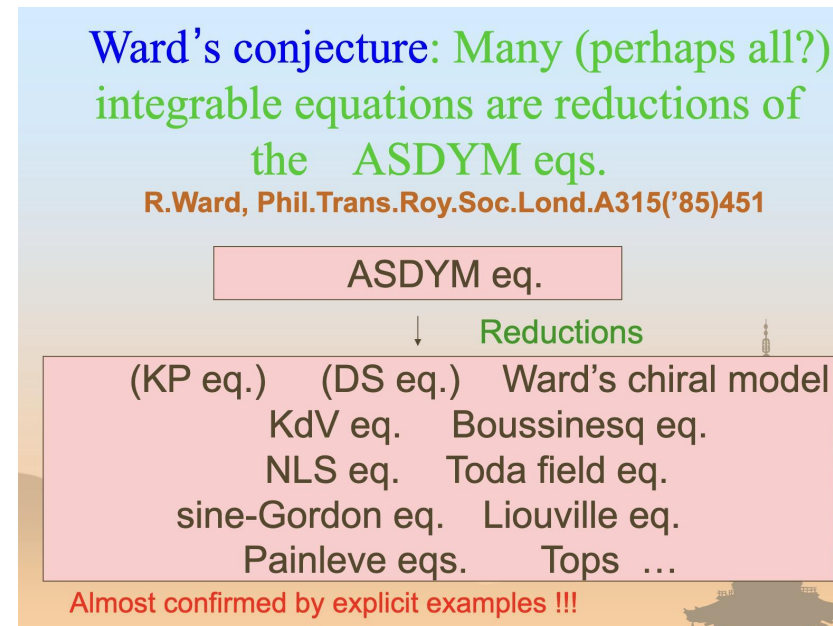 Ward’s conjecture: Many (perhaps all?)
integrable equations are reductions of
the ASDYM eqs.
R.Ward, Phil.Trans.Roy.Soc.Lond.A315(’85)451
ASDYM eq.
Reductions
(KP eq.) (DS eq.) Ward’s chiral model
KdV eq. Boussinesq eq.
NLS eq. Toda field eq.
sine-Gordon eq. Liouville eq.
Painleve eqs. Tops …
Almost confirmed by explicit examples !!!